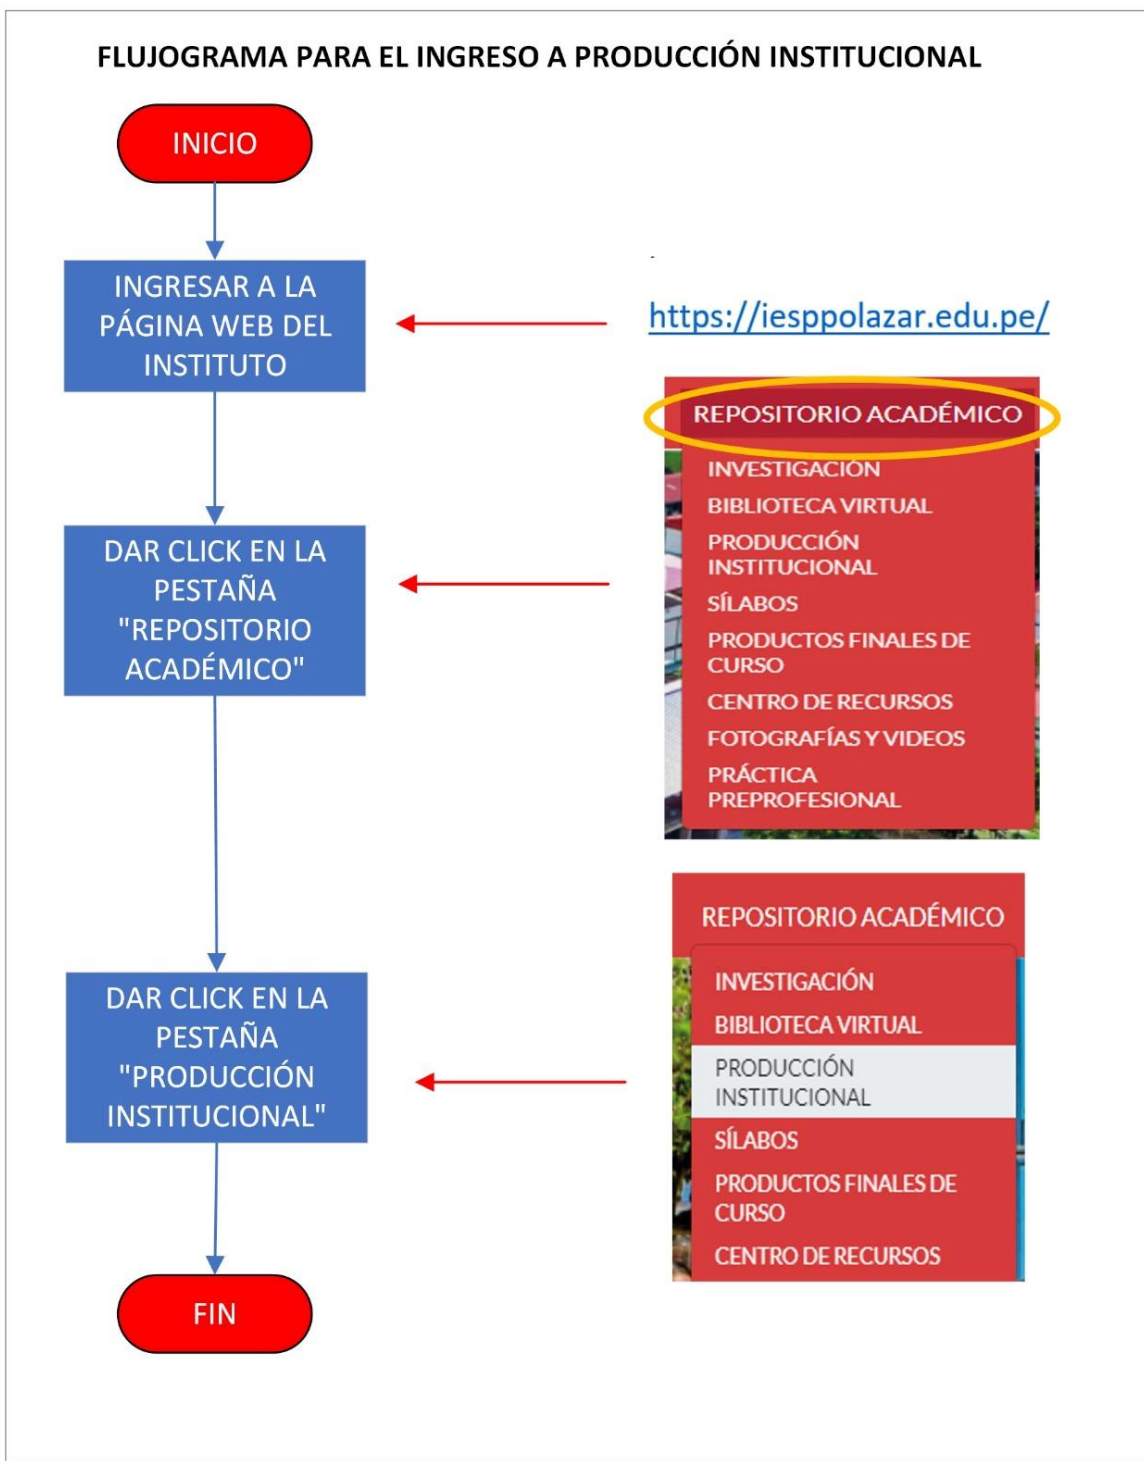 FLUJOGRAMA PARA EL INGRESO A PRODUCCIÓN INSTITUCIONAL
INICIO
INGRESAR A LA
PÁGINA WEB DEL
INSTITUTO
https://iesppolazar.edu.pe/
REPOSITORIO ACADÉMICO
INVESTIGACIÓN
BIBLIOTECA VIRTUAL
PRODUCCIÓN
INSTITUCIONAL
SÍLABOS
PRODUCTOS FINALES DE
CURSO
CENTRO DE RECURSOS
FOTOGRAFÍAS Y VIDEOS
PRÁCTICA
PREPROFESIONAL
DAR CLICK EN LA
PESTAÑA
"REPOSITORIO
ACADÉMICO"
REPOSITORIO ACADÉMICO
INVESTIGACIÓN
BIBLIOTECA VIRTUAL
PRODUCCIÓN
INSTITUCIONAL
SÍLABOS
PRODUCTOS FINALES DE
CURSO
CENTRO DE RECURSOS
DAR CLICK EN LA
PESTAÑA
"PRODUCCIÓN
INSTITUCIONAL"
FIN